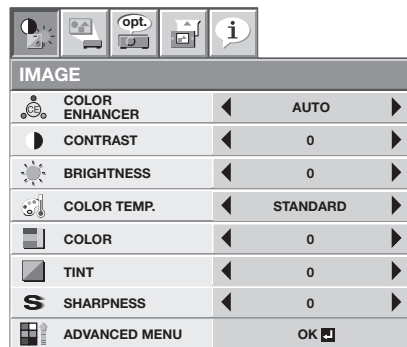 opt.
i
IMAGE
CE
COLOR
ENHANCER
AUTO
CONTRAST
0
BRIGHTNESS
0
COLOR TEMP.
STANDARD
COLOR
0
TINT
0
S SHARPNESS
0
ADVANCED MENU
OK